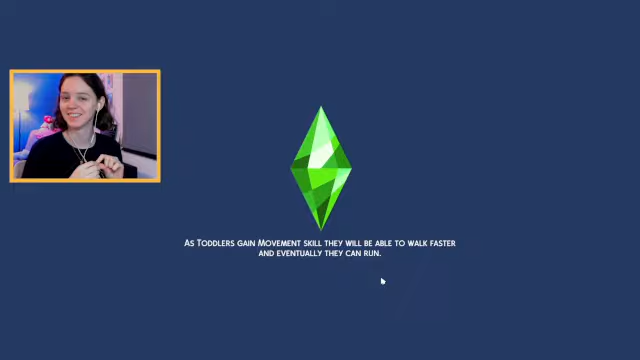 As Toddlers gain Movement skill they will be able to walk faster
and eventually they can run.